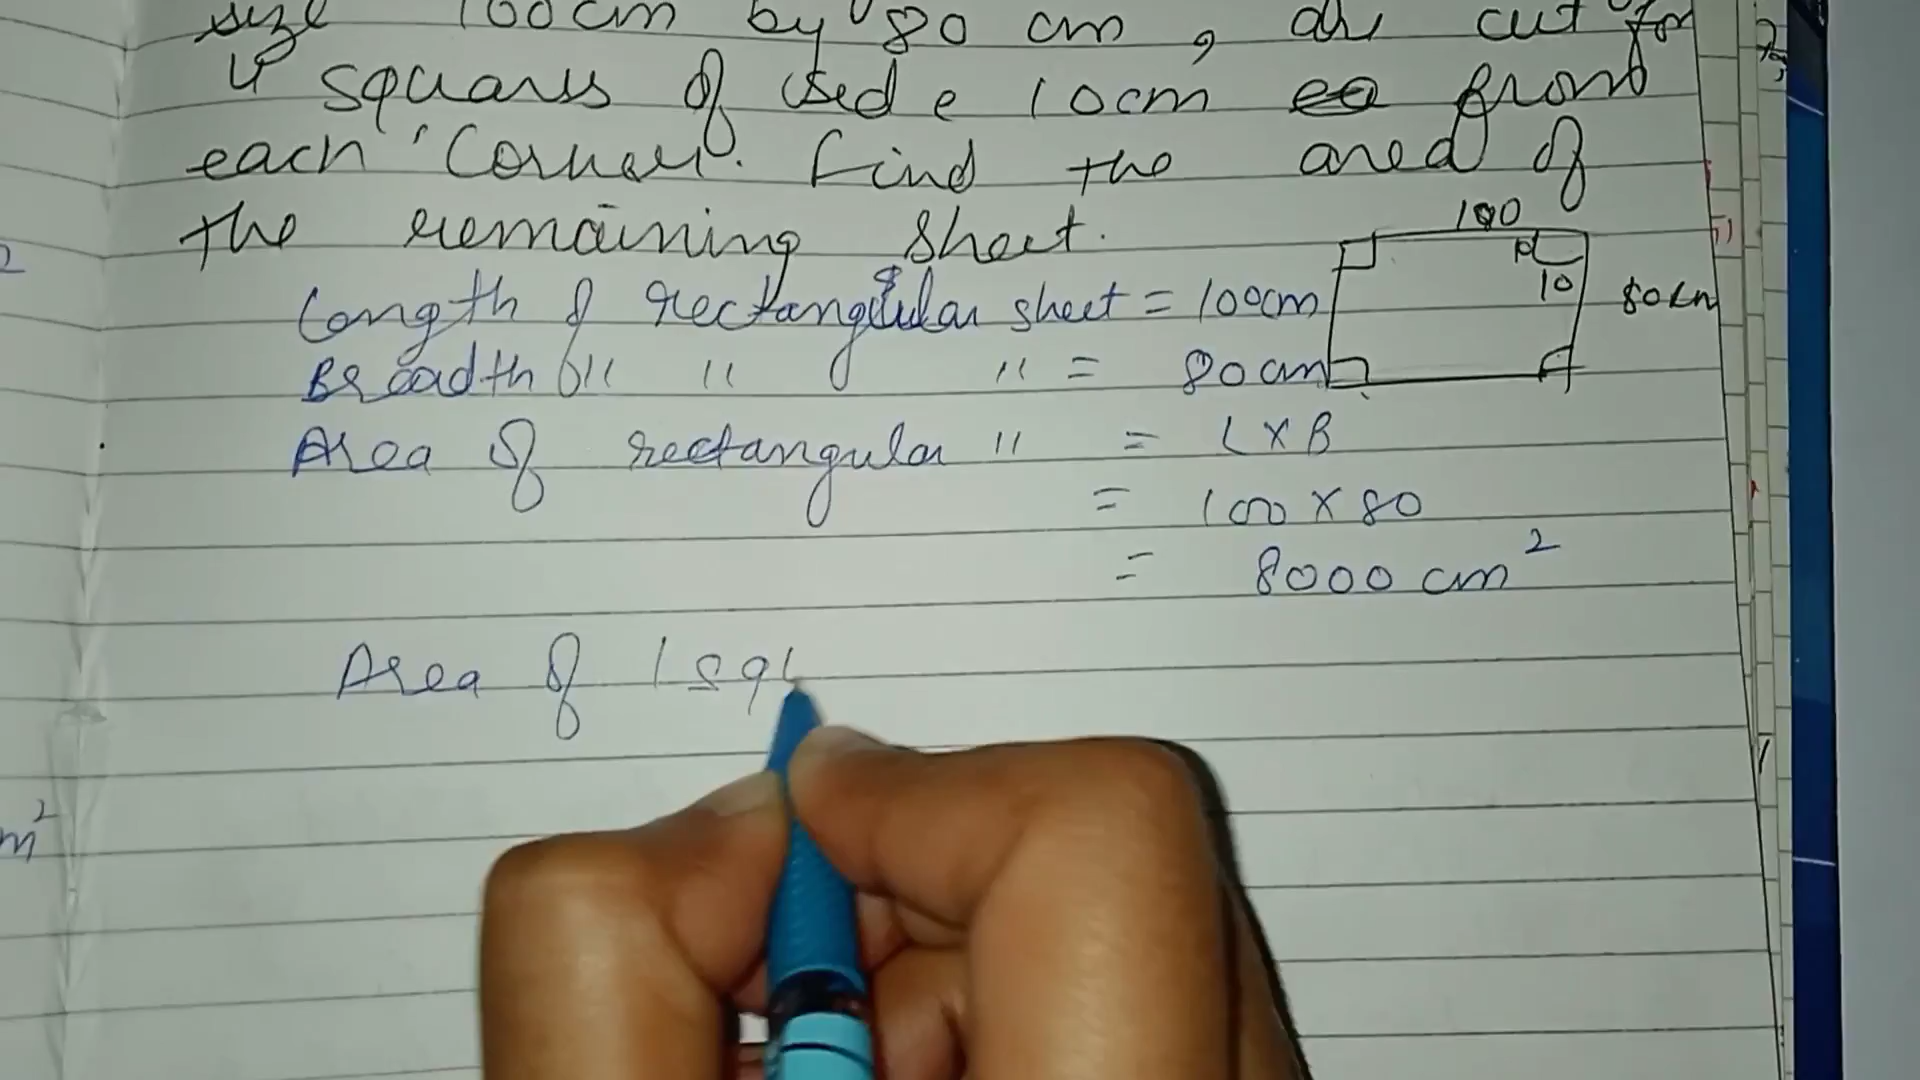 size 100cm by 80 cm, are cut for
4 squares of side 10cm from
each corner. Find the area of
the remaining sheet.
100
10
10
80cm
Length of rectangular sheet = 100cm
Breadth of " " " = 80cm
Area of rectangular " = L X B
= 100 X 80
= 8000 cm²
Area of 1 sq
m²